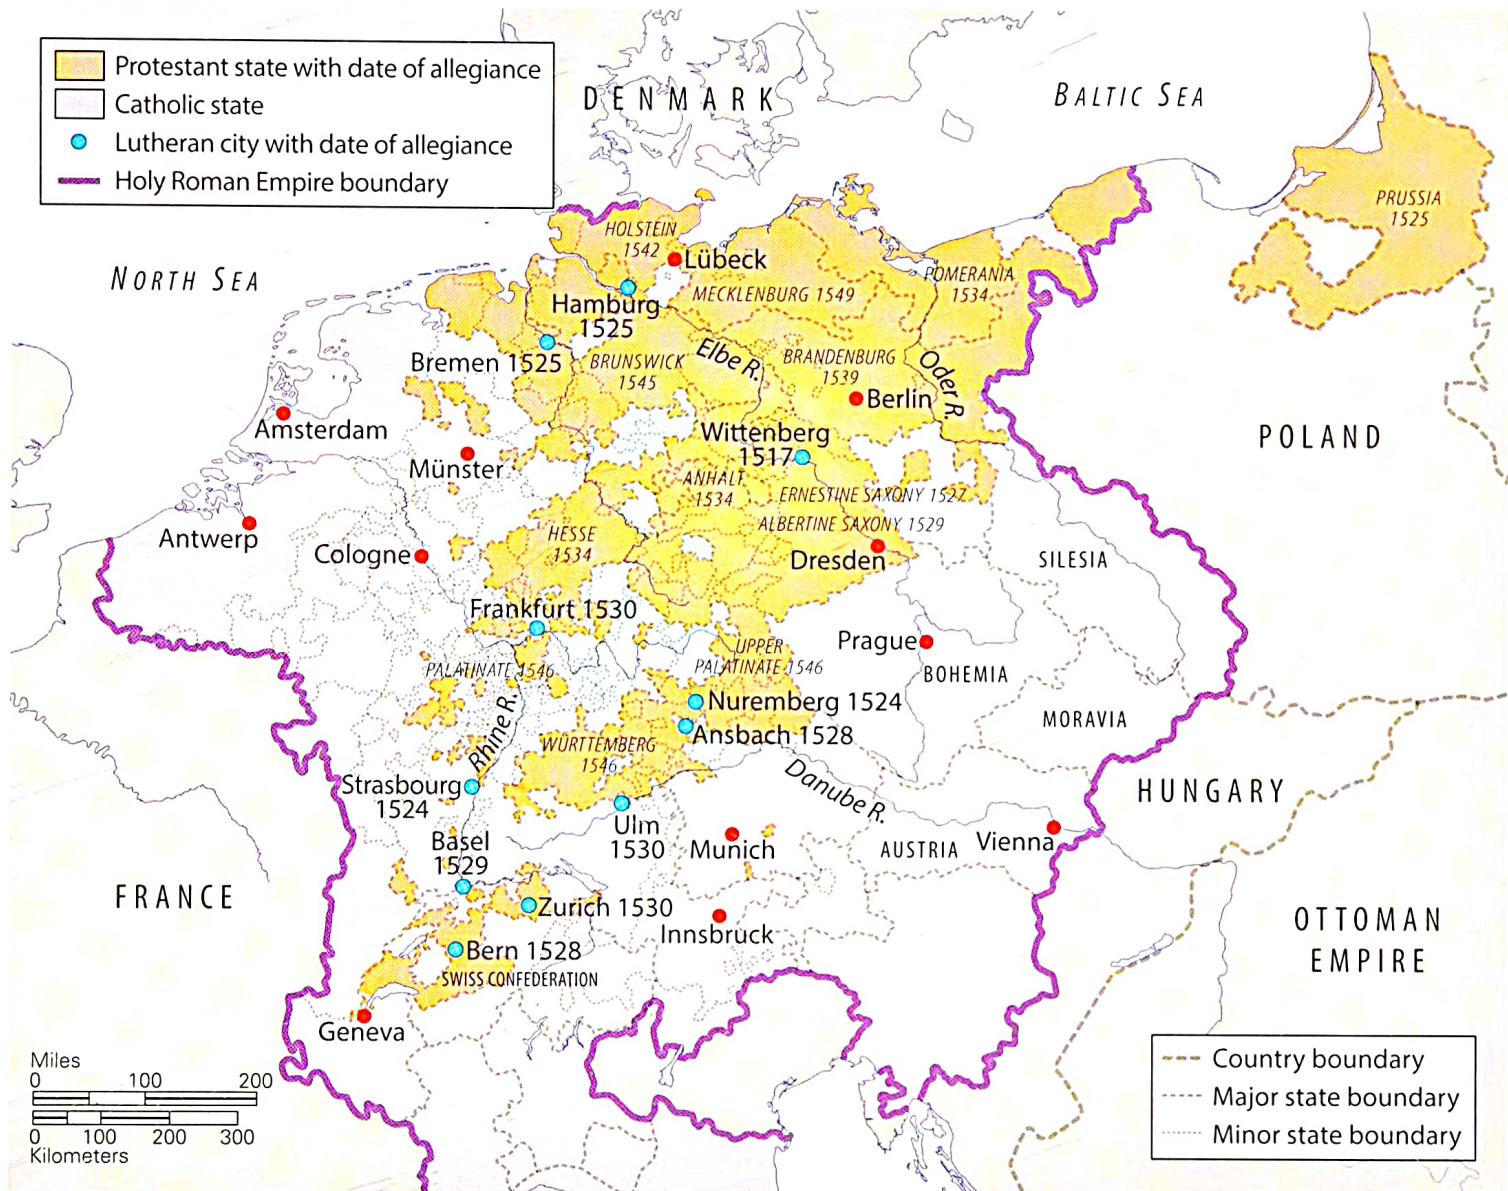 Protestant state with date of allegiance
Catholic state
Lutheran city with date of allegiance
Holy Roman Empire boundary
DENMARK
BALTIC SEA
NORTH SEA
PRUSSIA
1525
HOLSTEIN
1542
Lübeck
POMERANIA
1534
MECKLENBURG 1549
Hamburg
1525
Bremen 1525
BRUNSWICK
1545
Elbe R.
BRANDENBURG
1539
Oder R.
Berlin
Amsterdam
Münster
Wittenberg
1517
POLAND
ANHALT
1534
ERNESTINE SAXONY 1527
ALBERTINE SAXONY 1529
HESSE
1534
Antwerp
Cologne
Dresden
SILESIA
Frankfurt 1530
Prague
UPPER
PALATINATE 1546
PALATINATE 1546
BOHEMIA
Nuremberg 1524
Ansbach 1528
MORAVIA
Rhine R.
WÜRTTEMBERG
1546
Strasbourg
1524
Danube R.
HUNGARY
Ulm
1530
Munich
AUSTRIA
Vienna
Basel
1529
FRANCE
Zurich 1530
Innsbruck
Bern 1528
SWISS CONFEDERATION
OTTOMAN
EMPIRE
Geneva
Miles
0 100 200
0 100 200 300
Kilometers
Country boundary
Major state boundary
Minor state boundary